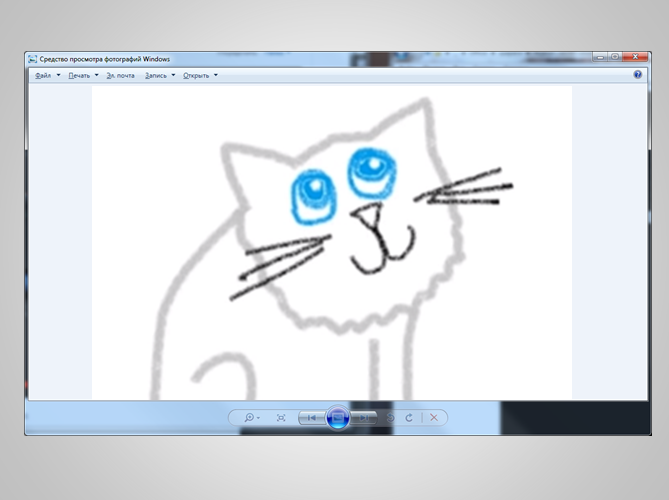 Средство просмотра фотографий Windows
Файл Печать Эл. почта Запись Открыть